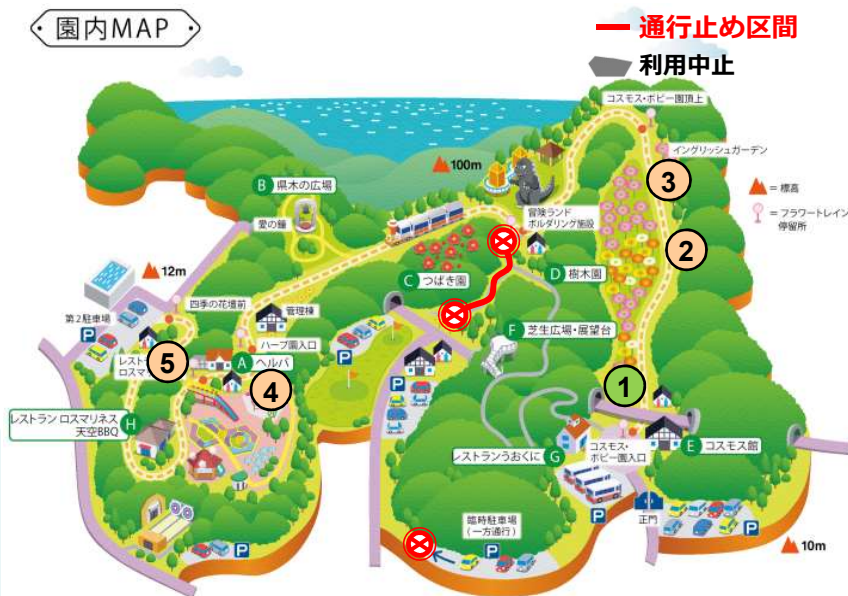 園内MAP
通行止め区間
利用中止
コスモス・ポピー園頂上
イングリッシュガーデン
100m
3
= 標高
= フラワートレイン
停留所
B 県木の広場
愛の鐘
冒険ランド
ボルダリング施設
2
12m
C つばき園
D 樹木園
四季の花壇前
管理棟
第2駐車場
P
F 芝生広場・展望台
ハーブ園入口
P
5
レスト
ロスマ
A ヘルバ
4
1
P
レストラン ロスマリネス
天空BBQ
H
レストランうおくに
G
コスモス・
ポピー園入口
E コスモス館
P
正門
P
臨時駐車場
(一方通行)
P
P
10m